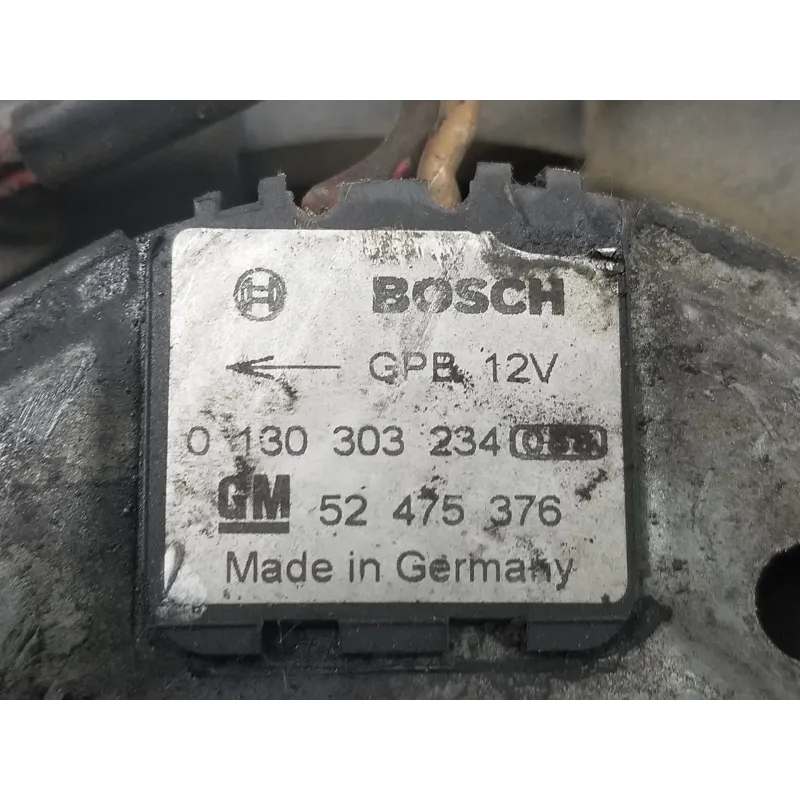 BOSCH
GPB 12V
0 130 303 234
GM 52 475 376
Made in Germany